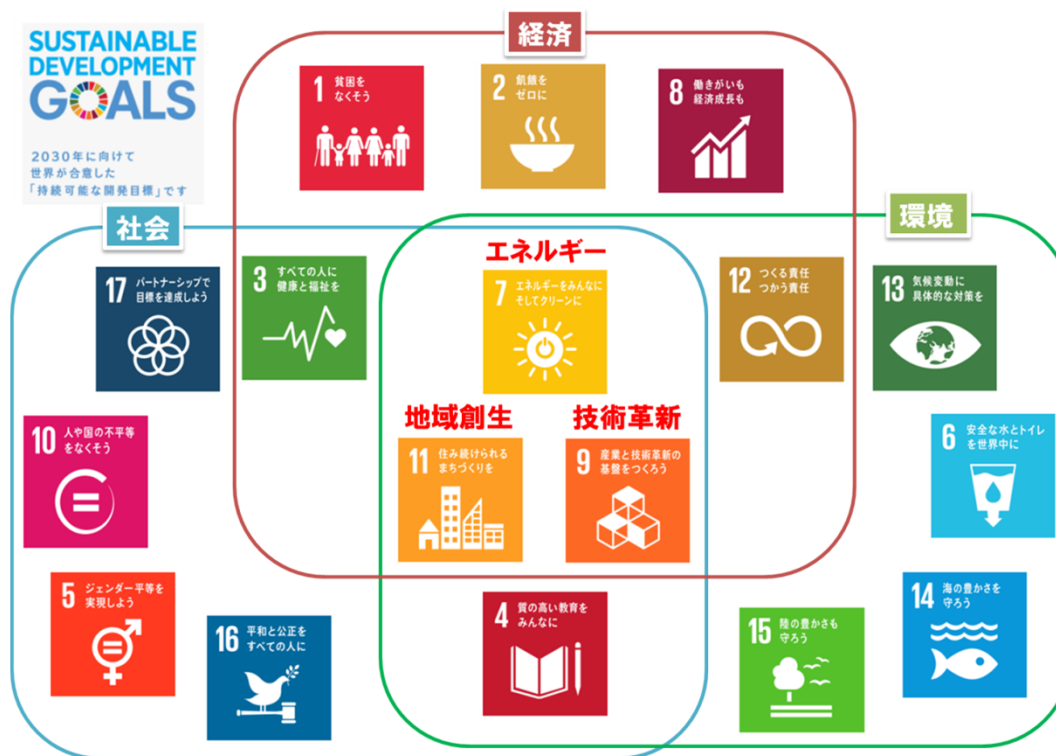 SUSTAINABLE
DEVELOPMENT
GOALS
2030年に向けて
世界が合意した
「持続可能な開発目標」です
経済
1 貧困を
なくそう
2 飢餓を
ゼロに
8 働きがいも
経済成長も
社会
環境
17 パートナーシップで
目標を達成しよう
3 すべての人に
健康と福祉を
エネルギー
7 エネルギーをみんなに
そしてクリーンに
12 つくる責任
つかう責任
13 気候変動に
具体的な対策を
10 人や国の不平等
をなくそう
地域創生
11 住み続けられる
まちづくりを
技術革新
9 産業と技術革新の
基盤をつくろう
6 安全な水とトイレ
を世界中に
5 ジェンダー平等を
実現しよう
16 平和と公正を
すべての人に
4 質の高い教育を
みんなに
15 陸の豊かさも
守ろう
14 海の豊かさを
守ろう